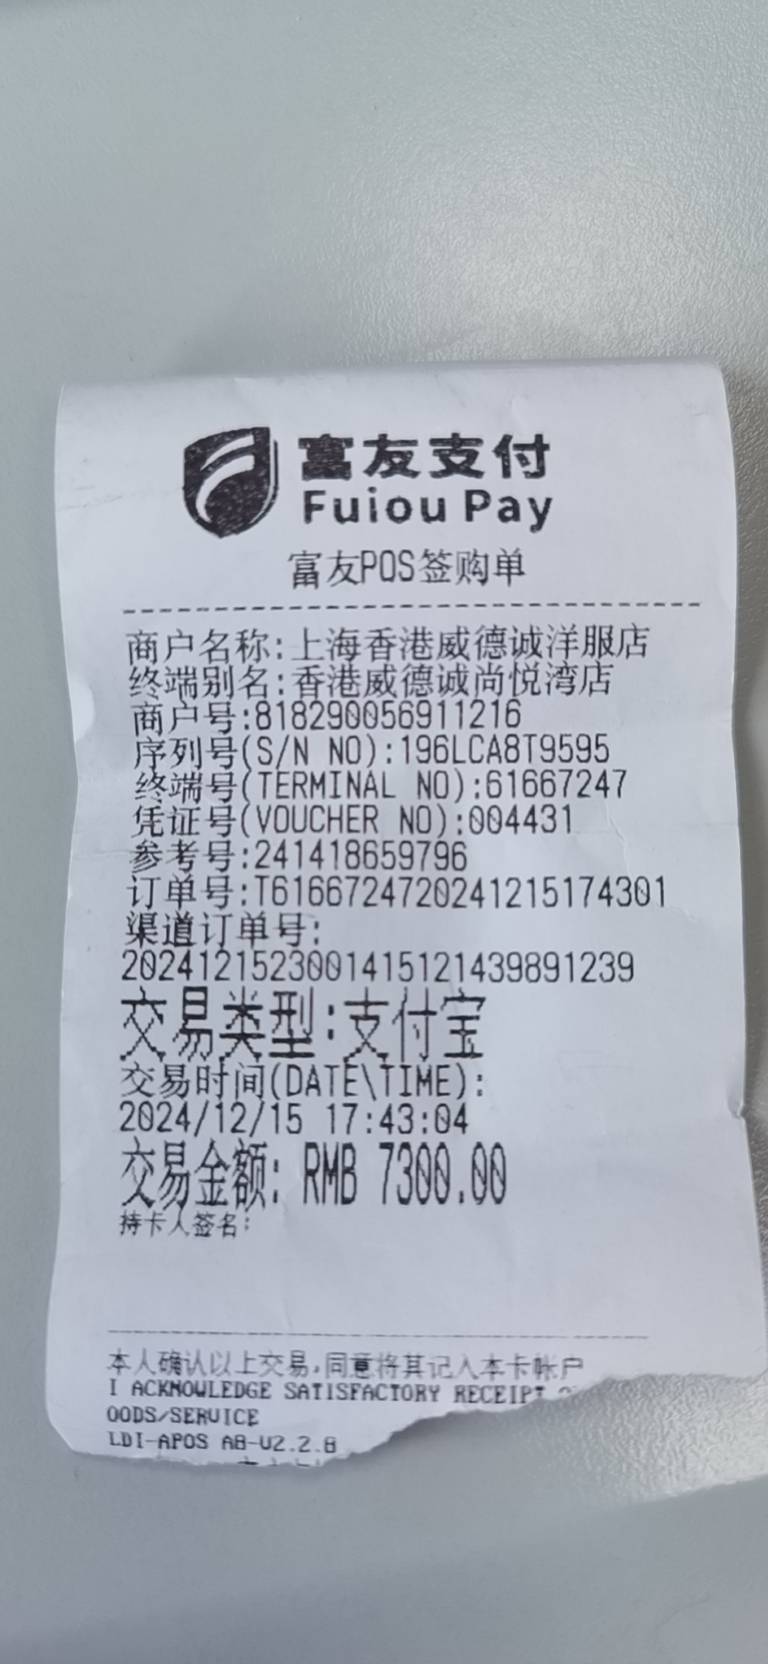 富友支付
Fuiou Pay
富友POS签购单
商户名称:上海香港威德诚洋服店
终端别名:香港威德诚尚悦湾店
商户号:818290056911216
序列号(S/N NO):196LCA8T9595
终端号(TERMINAL NO):61667247
凭证号(VOUCHER NO):004431
参考号:241418659796
订单号:T6166724720241215174301
渠道订单号:
2024121523001415121439891239
交易类型:支付宝
交易时间(DATE\TIME):
2024/12/15 17:43:04
交易金额: RMB 7300.00
持卡人签名:
本人确认以上交易,同意将其记入本卡帐户
I ACKNOWLEDGE SATISFACTORY RECEIPT
OODS/SERVICE
LDI-APOS A8-V2.2.8